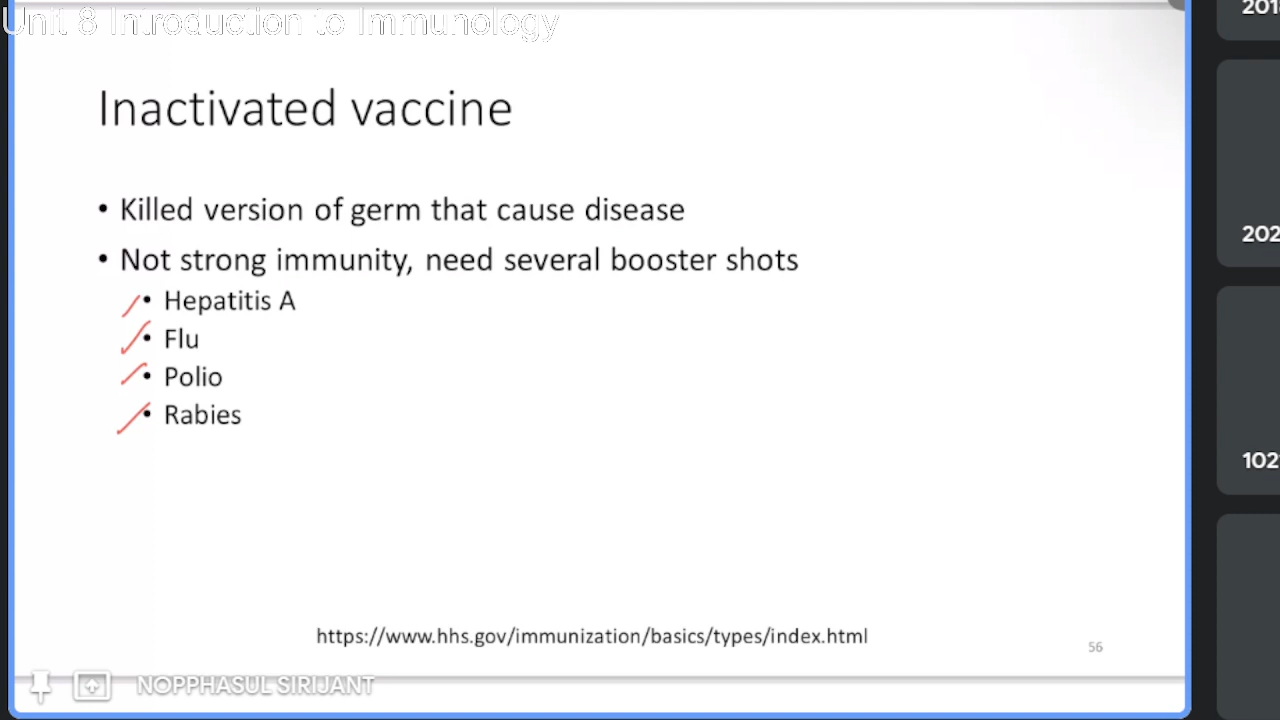 Unit 8 Introduction to Immunology
Inactivated vaccine
• Killed version of germ that cause disease
• Not strong immunity, need several booster shots
• Hepatitis A
• Flu
• Polio
• Rabies
https://www.hhs.gov/immunization/basics/types/index.html
56
NOPPHASUL SIRIJANT
201
202
102